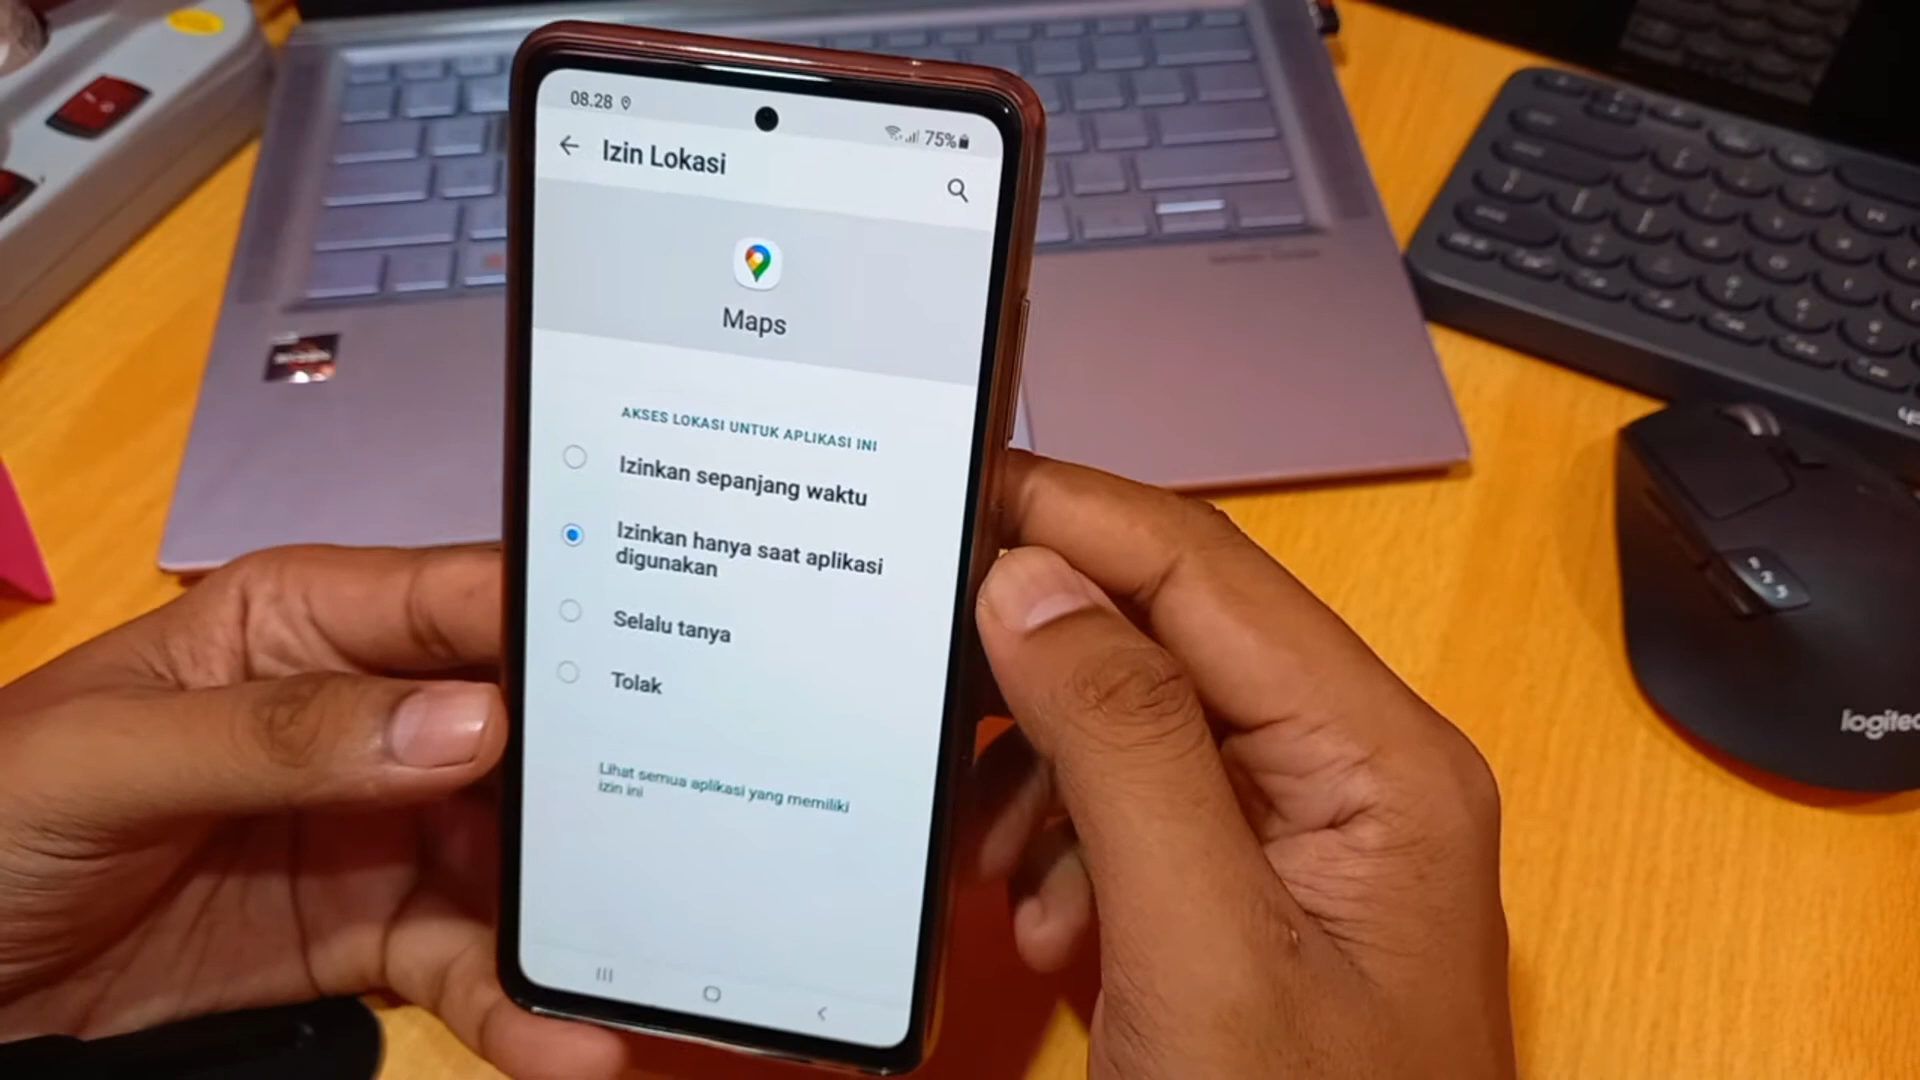 08.28
75%
Izin Lokasi
Maps
AKSES LOKASI UNTUK APLIKASI INI
Izinkan sepanjang waktu
Izinkan hanya saat aplikasi
digunakan
Selalu tanya
Tolak
Lihat semua aplikasi yang memiliki
izin ini
RYZEN